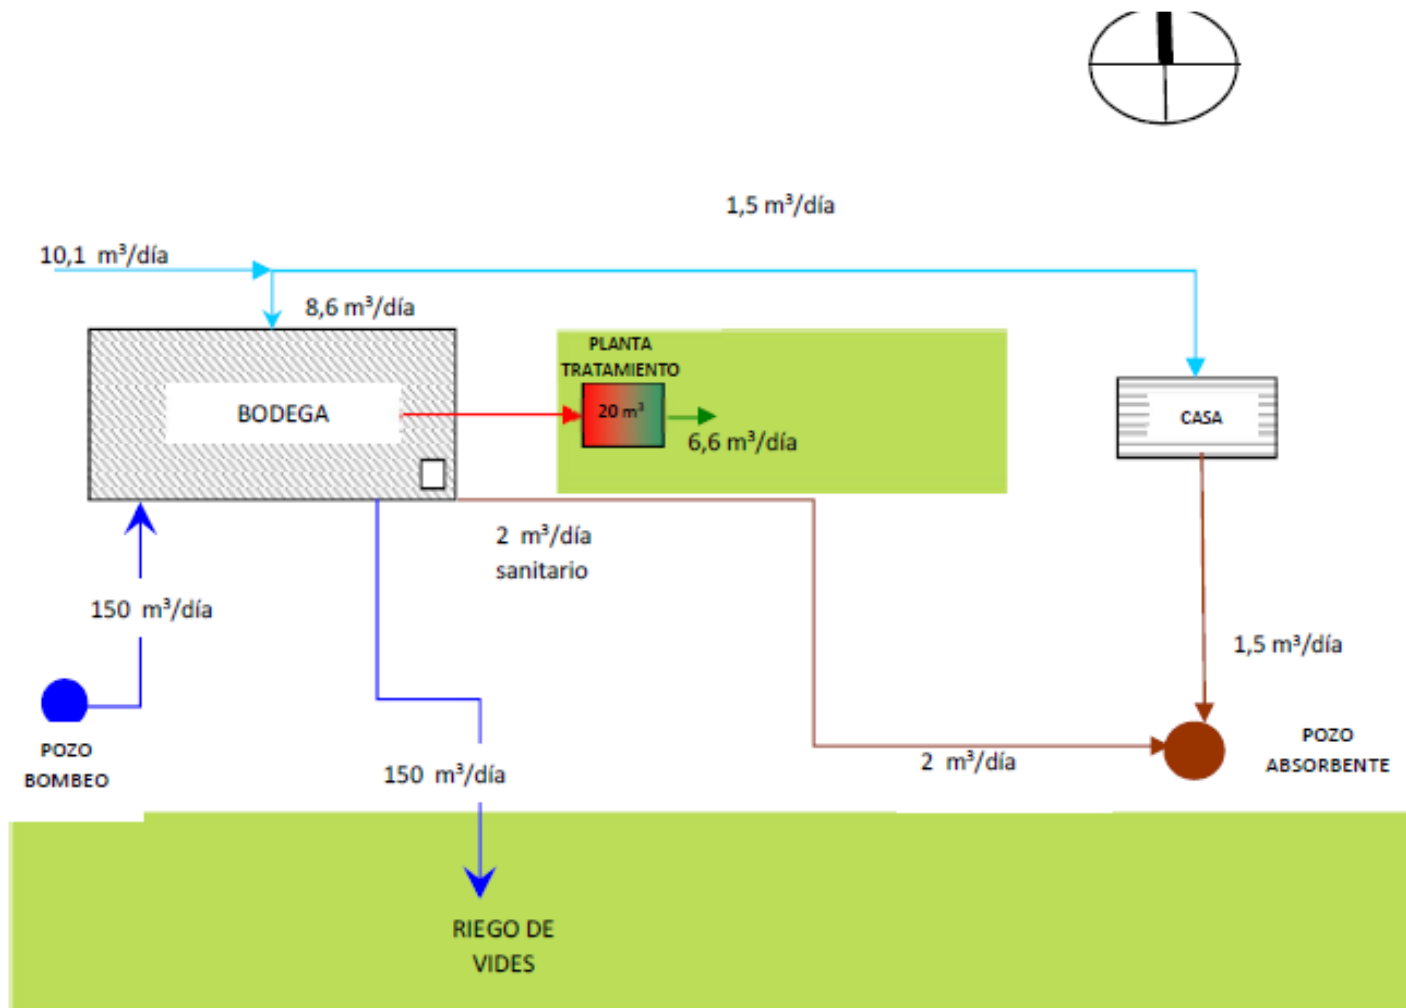 1,5 m³/día
10,1 m³/día
8,6 m³/día
PLANTA
TRATAMIENTO
BODEGA
20 m³
6,6 m³/día
CASA
2 m³/día
sanitario
150 m³/día
1,5 m³/día
POZO
BOMBEO
150 m³/día
2 m³/día
POZO
ABSORBENTE
RIEGO DE
VIDES